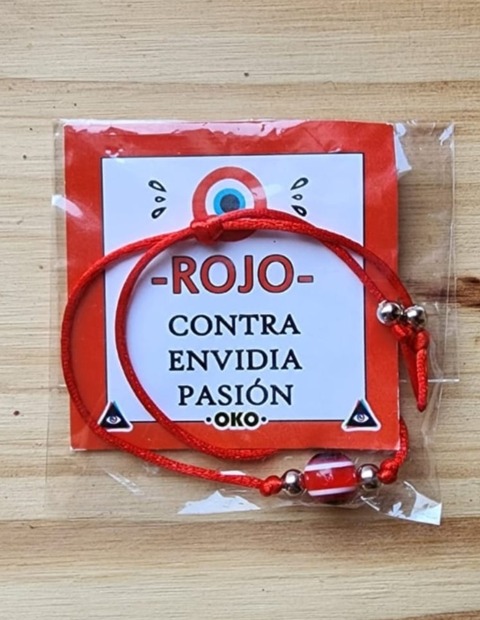 -ROJO-
CONTRA
ENVIDIA
PASIÓN
·OKO·